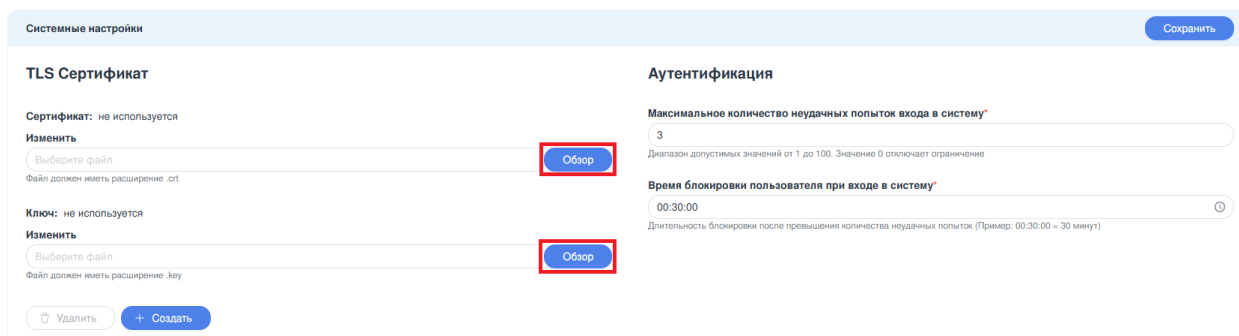 Системные настройки
Сохранить
TLS Сертификат
Сертификат: не используется
Изменить
Выберите файл
Обзор
Файл должен иметь расширение .crt
Ключ: не используется
Изменить
Выберите файл
Обзор
Файл должен иметь расширение .key
Удалить
+ Создать
Аутентификация
Максимальное количество неудачных попыток входа в систему*
3
Диапазон допустимых значений от 1 до 100. Значение 0 отключает ограничение
Время блокировки пользователя при входе в систему*
00:30:00
Длительность блокировки после превышения количества неудачных попыток (Пример: 00:30:00 = 30 минут)